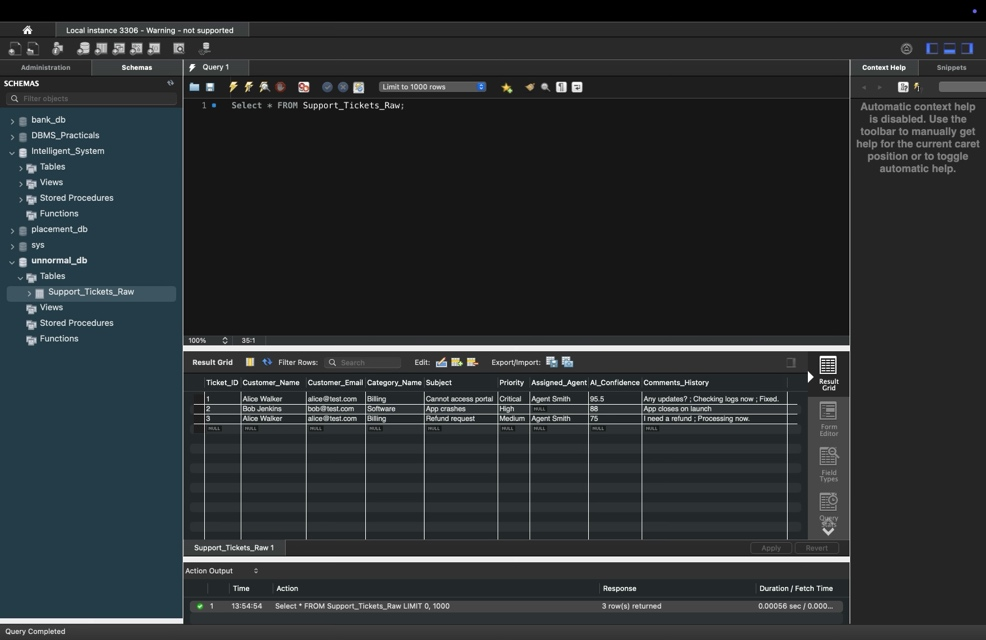 Local instance 3306 - Warning - not supported
Administration
Schemas
SCHEMAS
Filter objects
bank_db
DBMS_Practicals
Intelligent_System
Tables
Views
Stored Procedures
Functions
placement_db
sys
unnormal_db
Tables
Support_Tickets_Raw
Views
Stored Procedures
Functions
Query 1
Limit to 1000 rows
1 Select * FROM Support_Tickets_Raw;
100% 35:1
Result Grid Filter Rows: Search Edit: Export/Import:
Ticket_ID Customer_Name Customer_Email Category_Name Subject Priority Assigned_Agent AI_Confidence Comments_History
1 Alice Walker alice@test.com Billing Cannot access portal Critical Agent Smith 95.5 Any updates? ; Checking logs now ; Fixed.
2 Bob Jenkins bob@test.com Software App crashes High NULL 88 App closes on launch
3 Alice Walker alice@test.com Billing Refund request Medium Agent Smith 75 I need a refund ; Processing now.
NULL NULL NULL NULL NULL NULL NULL NULL NULL
Result
Grid
Form
Editor
Field
Types
Query
Support_Tickets_Raw 1
Apply Revert
Action Output
Time Action Response Duration / Fetch Time
1 13:54:54 Select * FROM Support_Tickets_Raw LIMIT 0, 1000 3 row(s) returned 0.00056 sec / 0.000...
Context Help
Snippets
Automatic context help
is disabled. Use the
toolbar to manually get
help for the current caret
position or to toggle
automatic help.
Query Completed